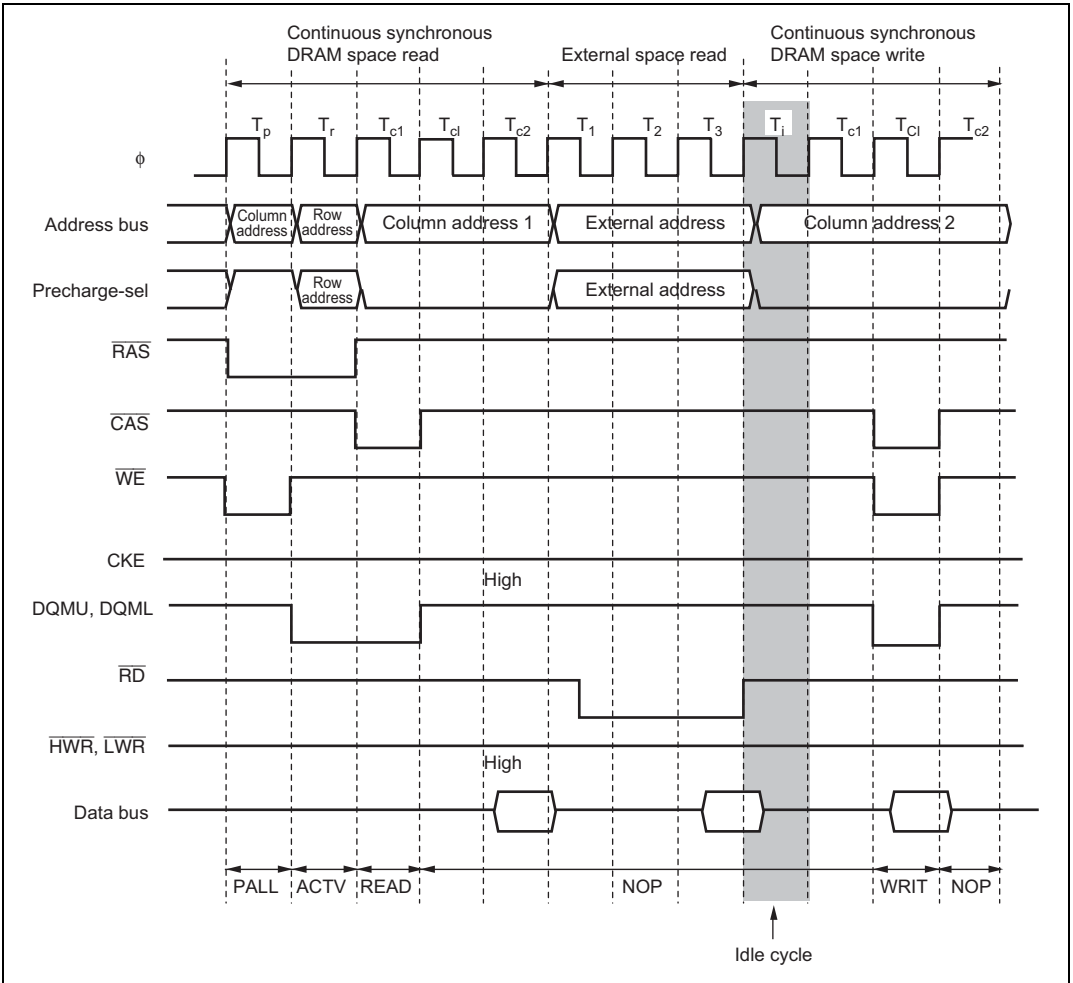 Continuous synchronous
DRAM space read
External space read
Continuous synchronous
DRAM space write
Tp Tr Tc1 Tcl Tc2 T1 T2 T3 Ti Tc1 TCl Tc2
ϕ
Address bus
Column address
Row address
Column address 1
External address
Column address 2
Precharge-sel
Row address
External address
RAS
CAS
WE
CKE
High
DQMU, DQML
RD
HWR, LWR
High
Data bus
PALL ACTV READ NOP WRIT NOP
Idle cycle